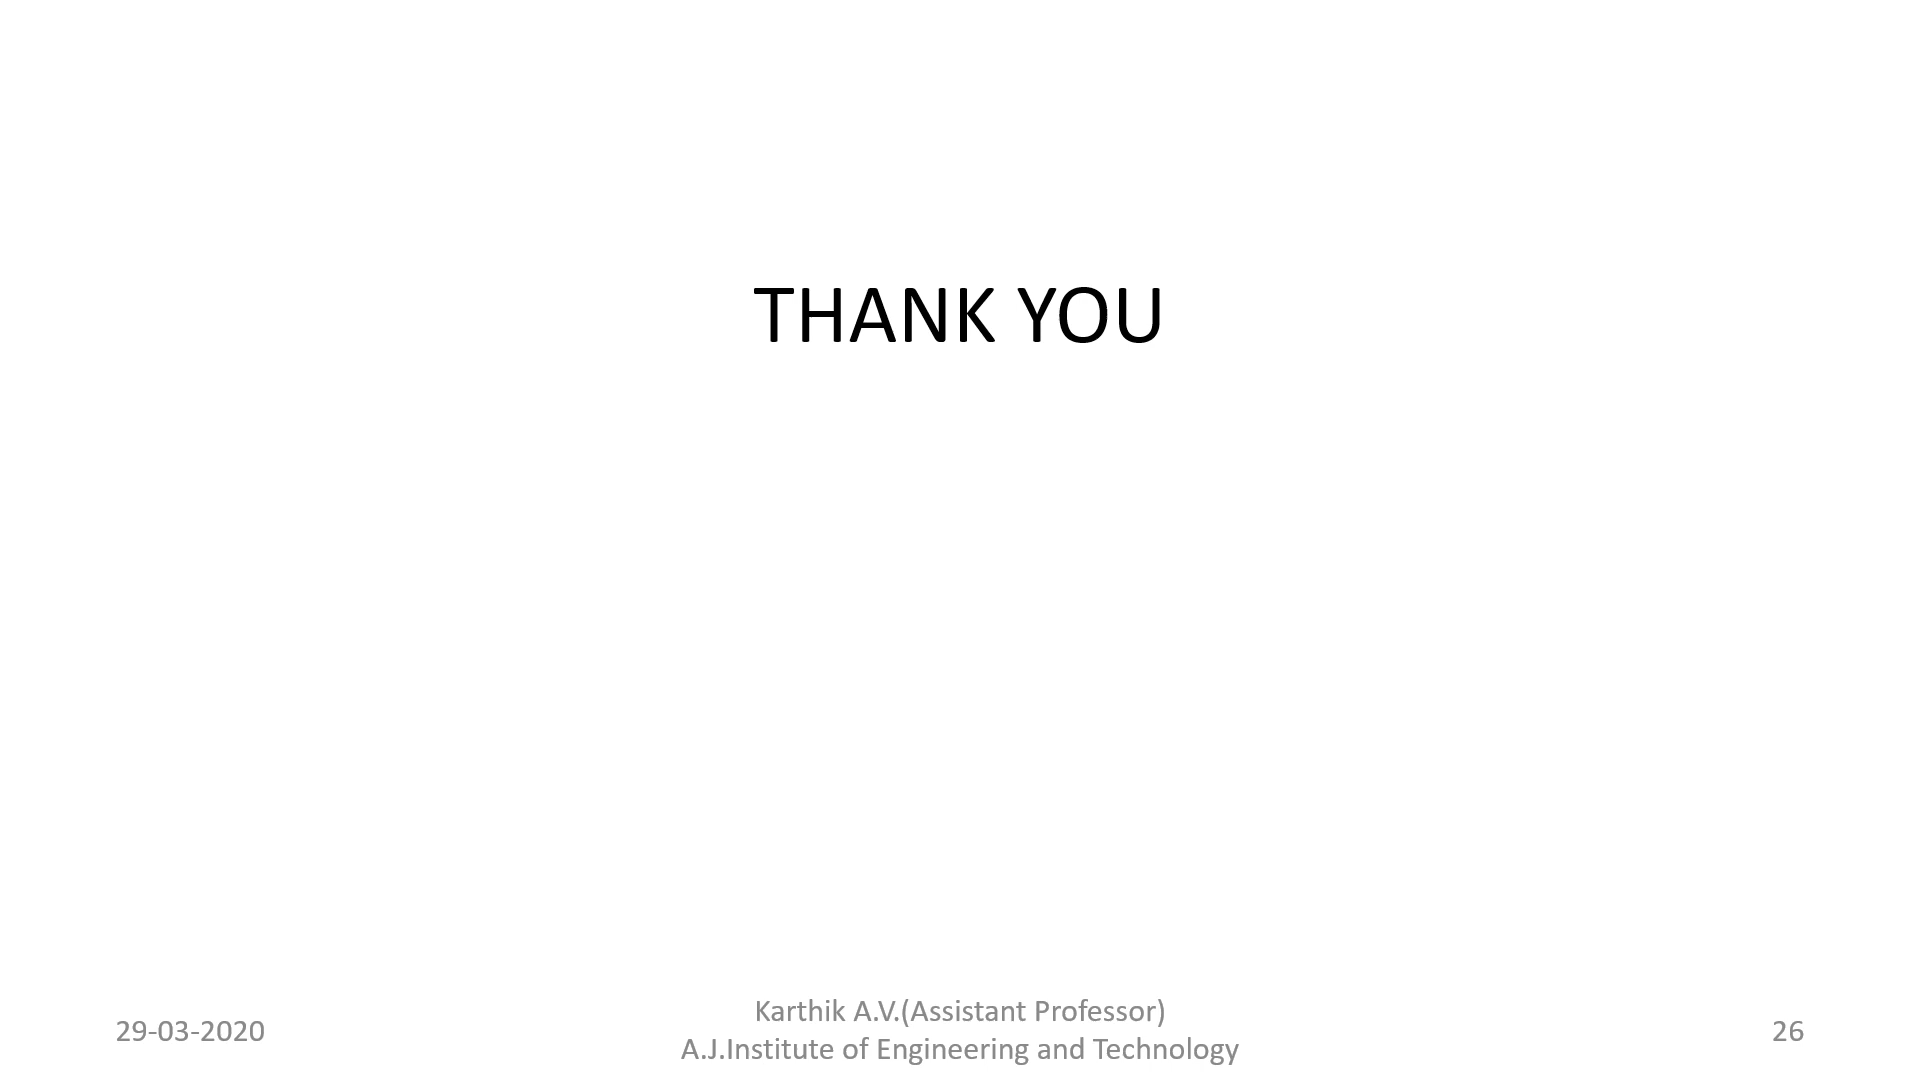 THANK YOU
29-03-2020
Karthik A.V.(Assistant Professor)
A.J.Institute of Engineering and Technology
26